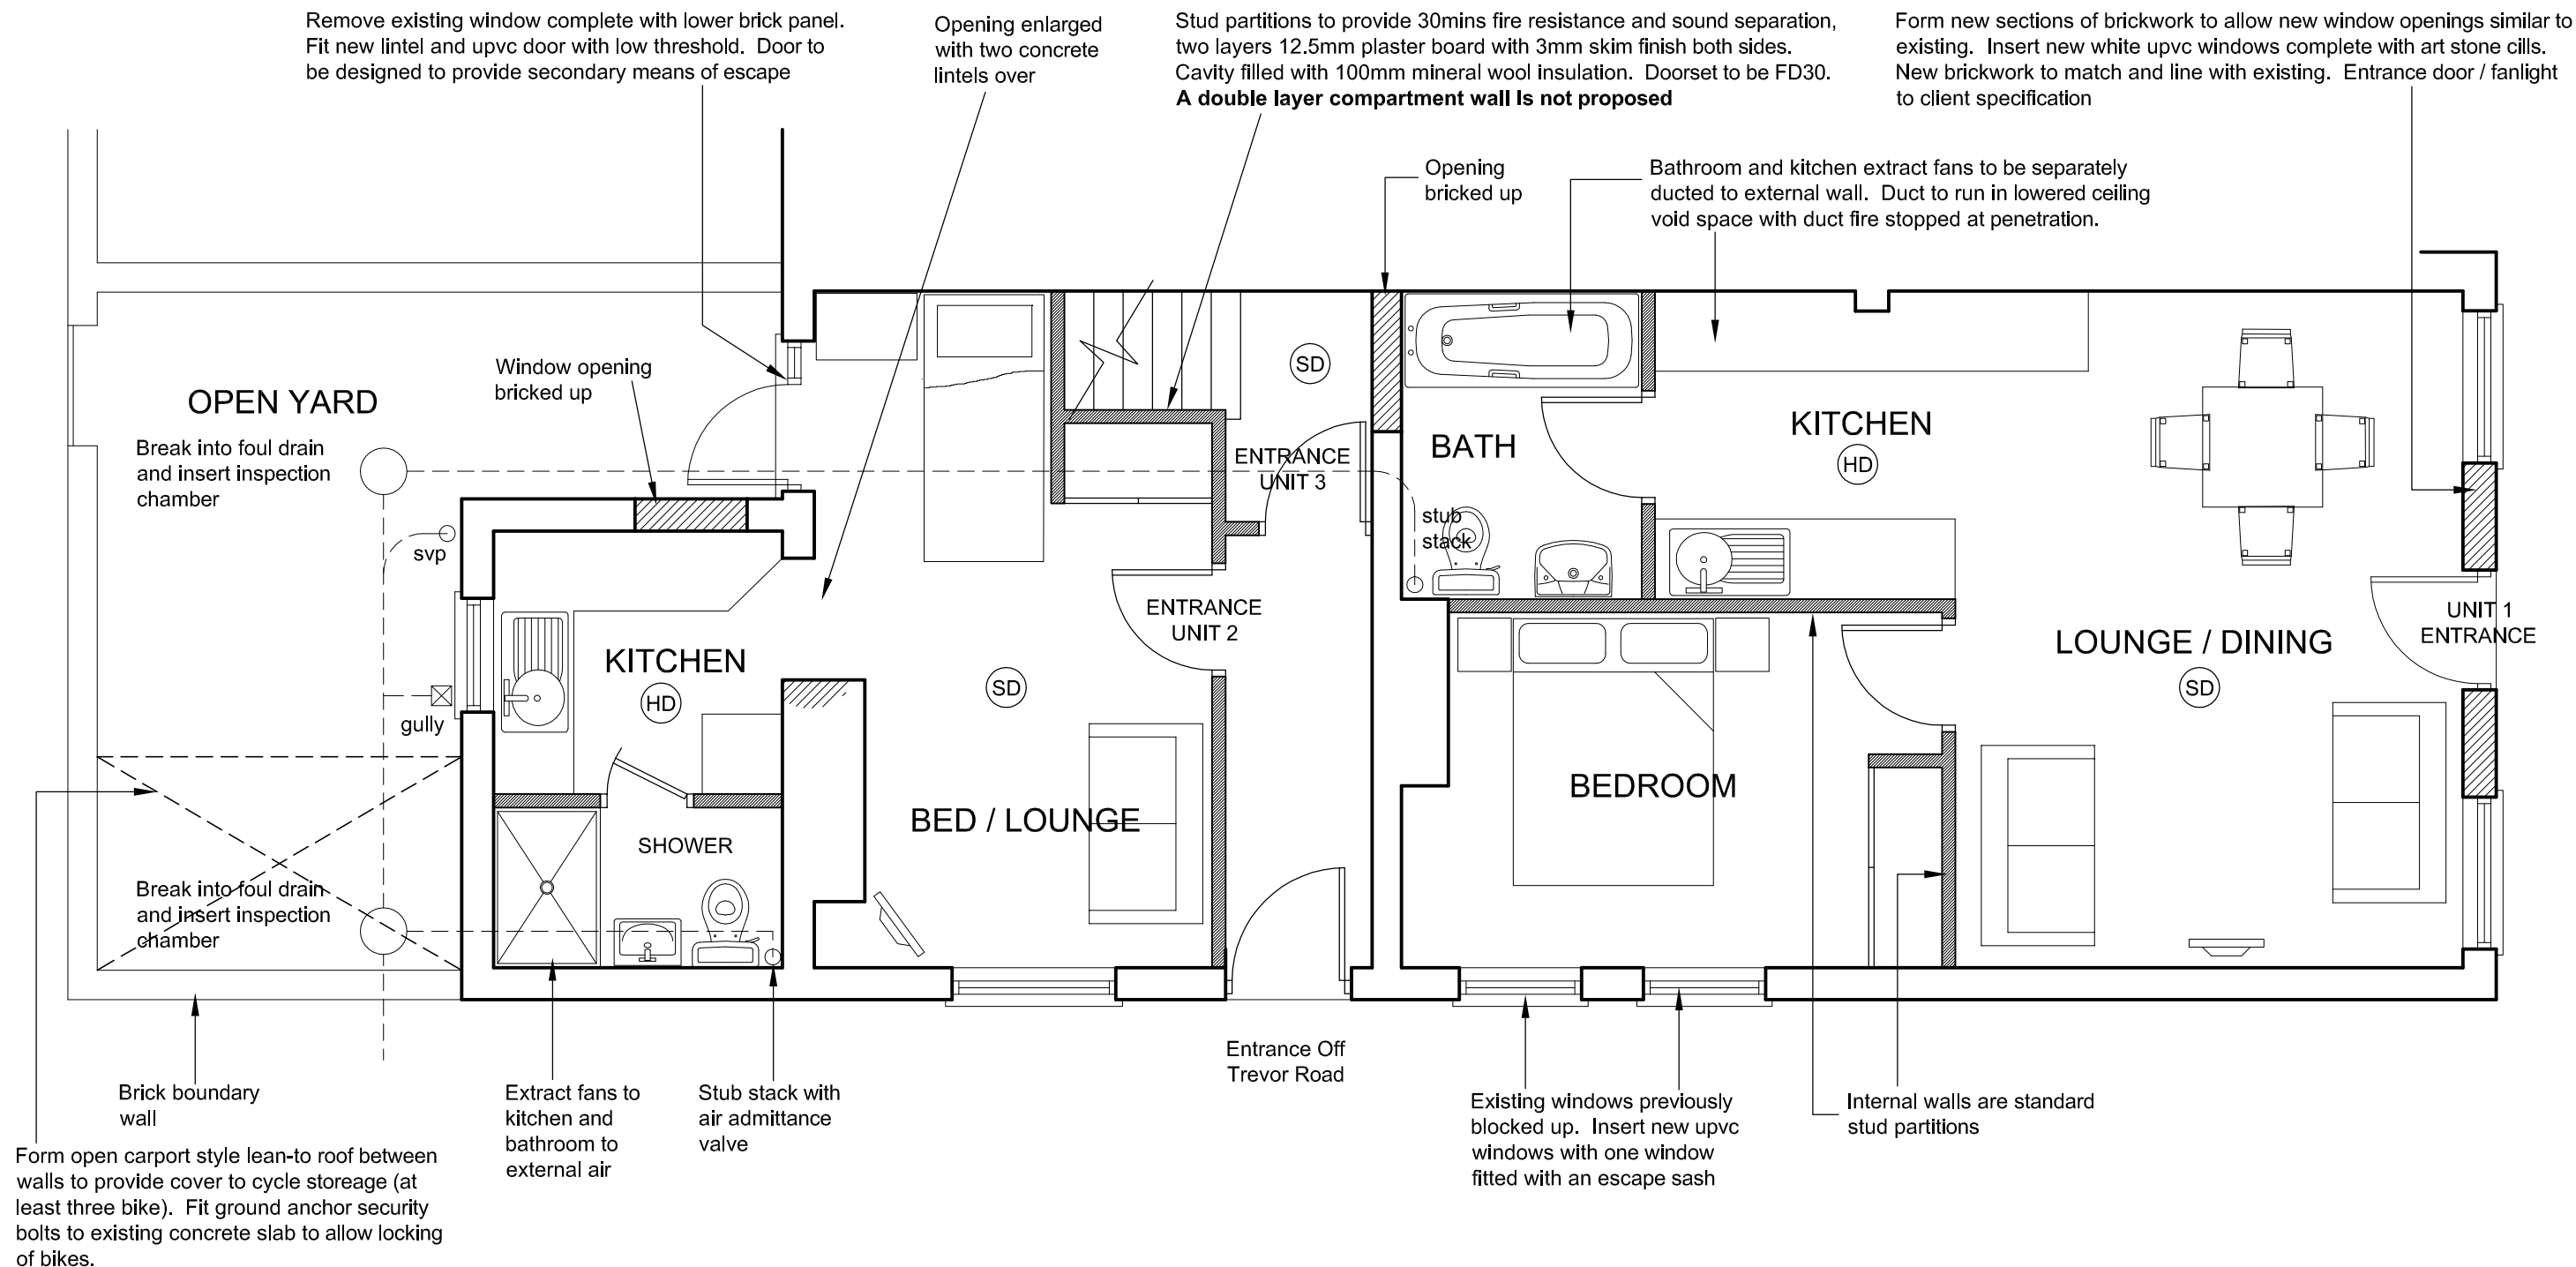 Remove existing window complete with lower brick panel.
Fit new lintel and upvc door with low threshold. Door to
be designed to provide secondary means of escape
Opening enlarged
with two concrete
lintels over
Stud partitions to provide 30mins fire resistance and sound separation,
two layers 12.5mm plaster board with 3mm skim finish both sides.
Cavity filled with 100mm mineral wool insulation. Doorset to be FD30.
A double layer compartment wall Is not proposed
Form new sections of brickwork to allow new window openings similar to
existing. Insert new white upvc windows complete with art stone cills.
New brickwork to match and line with existing. Entrance door / fanlight
to client specification
Opening
bricked up
Bathroom and kitchen extract fans to be separately
ducted to external wall. Duct to run in lowered ceiling
void space with duct fire stopped at penetration.
Window opening
bricked up
OPEN YARD
Break into foul drain
and insert inspection
chamber
svp
gully
KITCHEN
HD
SHOWER
Break into foul drain
and insert inspection
chamber
SD
BED / LOUNGE
SD
ENTRANCE
UNIT 3
ENTRANCE
UNIT 2
BATH
stub
stack
KITCHEN
HD
BEDROOM
LOUNGE / DINING
SD
UNIT 1
ENTRANCE
Brick boundary
wall
Extract fans to
kitchen and
bathroom to
external air
Stub stack with
air admittance
valve
Entrance Off
Trevor Road
Existing windows previously
blocked up. Insert new upvc
windows with one window
fitted with an escape sash
Internal walls are standard
stud partitions
Form open carport style lean-to roof between
walls to provide cover to cycle storeage (at
least three bike). Fit ground anchor security
bolts to existing concrete slab to allow locking
of bikes.